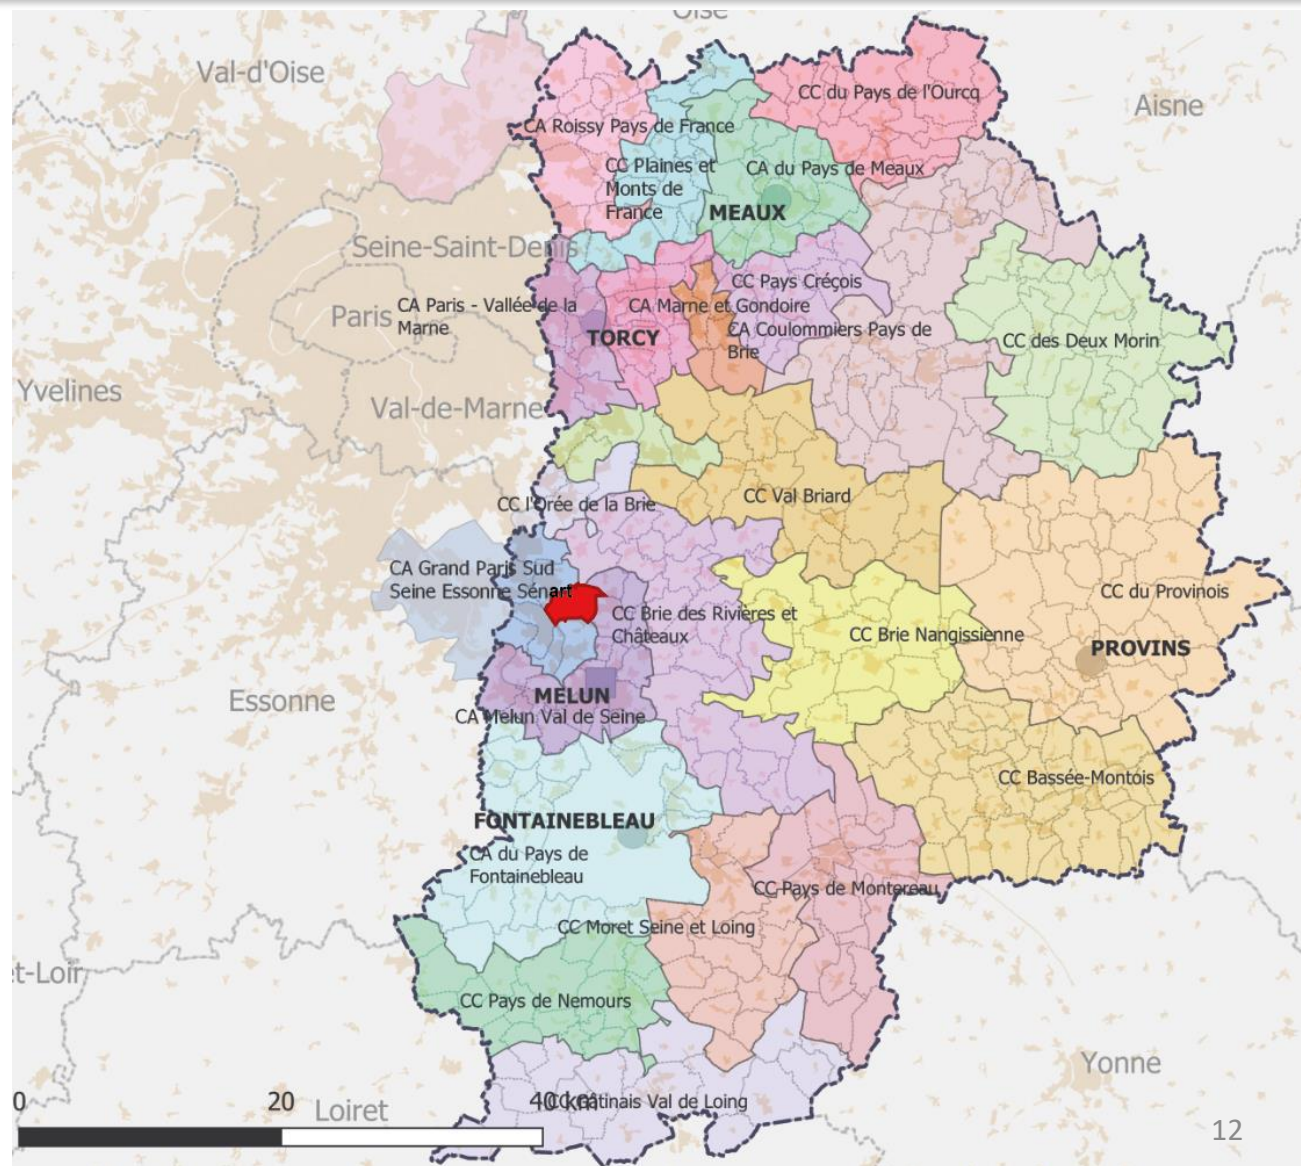 Oise
Val-d'Oise
CC du Pays de l'Ourcq
Aisne
CA Roissy Pays de France
CC Plaines et
Monts de
France
CA du Pays de Meaux
MEAUX
Seine-Saint-Denis
CC Pays Créçois
CA Paris - Vallée de la
Marne
Paris
CA Marne et Gondoire
TORCY
CA Coulommiers Pays de
Brie
CC des Deux Morin
Yvelines
Val-de-Marne
CC l'Orée de la Brie
CC Val Briard
CA Grand Paris Sud
Seine Essonne Sénart
CC Brie des Rivières et
Châteaux
CC Brie Nangissienne
CC du Provinois
PROVINS
Essonne
MELUN
CA Melun Val de Seine
CC Bassée-Montois
FONTAINEBLEAU
CA du Pays de
Fontainebleau
CC Pays de Montereau
CC Moret Seine et Loing
t-Loir
CC Pays de Nemours
Yonne
0
20
40 km
Loiret
Val de Loing
12